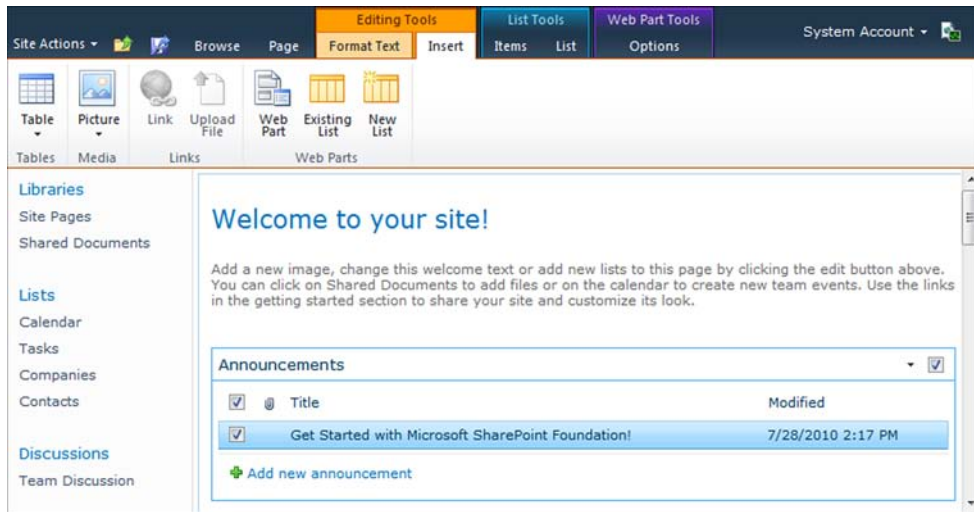 Editing Tools
List Tools
Web Part Tools
Site Actions
Browse
Page
Format Text
Insert
Items
List
Options
System Account
Table
Picture
Link
Upload
File
Web
Part
Existing
List
New
List
Tables
Media
Links
Web Parts
Libraries
Site Pages
Shared Documents
Lists
Calendar
Tasks
Companies
Contacts
Discussions
Team Discussion
Welcome to your site!
Add a new image, change this welcome text or add new lists to this page by clicking the edit button above.
You can click on Shared Documents to add files or on the calendar to create new team events. Use the links
in the getting started section to share your site and customize its look.
Announcements
Title Modified
Get Started with Microsoft SharePoint Foundation! 7/28/2010 2:17 PM
Add new announcement